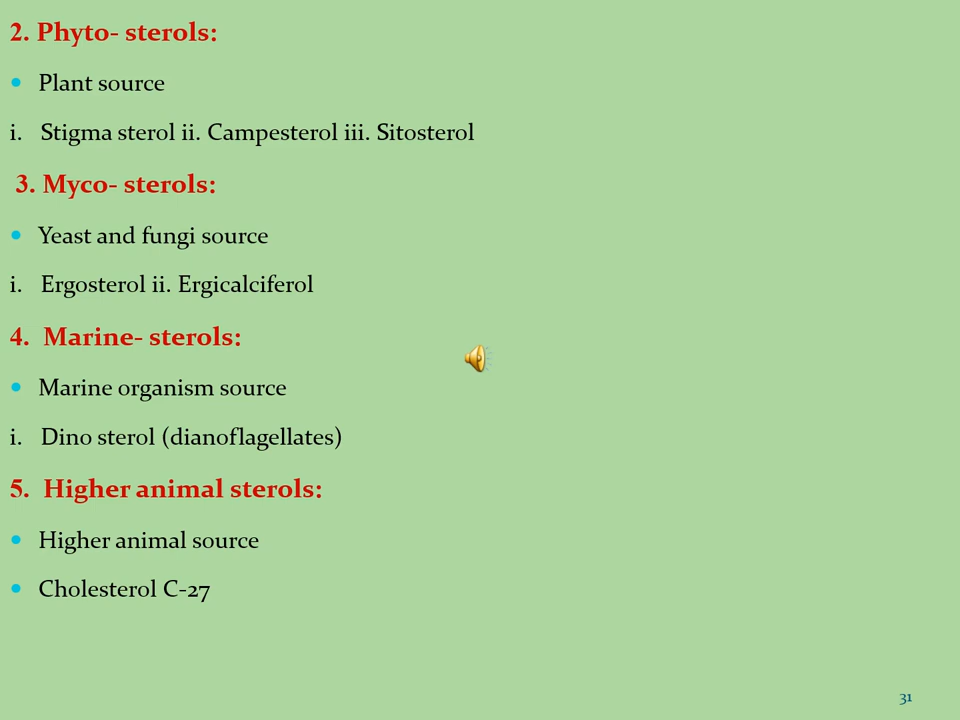 2. Phyto- sterols:
• Plant source
i. Stigma sterol ii. Campesterol iii. Sitosterol
3. Myco- sterols:
• Yeast and fungi source
i. Ergosterol ii. Ergicalciferol
4. Marine- sterols:
• Marine organism source
i. Dino sterol (dianoflagellates)
5. Higher animal sterols:
• Higher animal source
• Cholesterol C-27
31